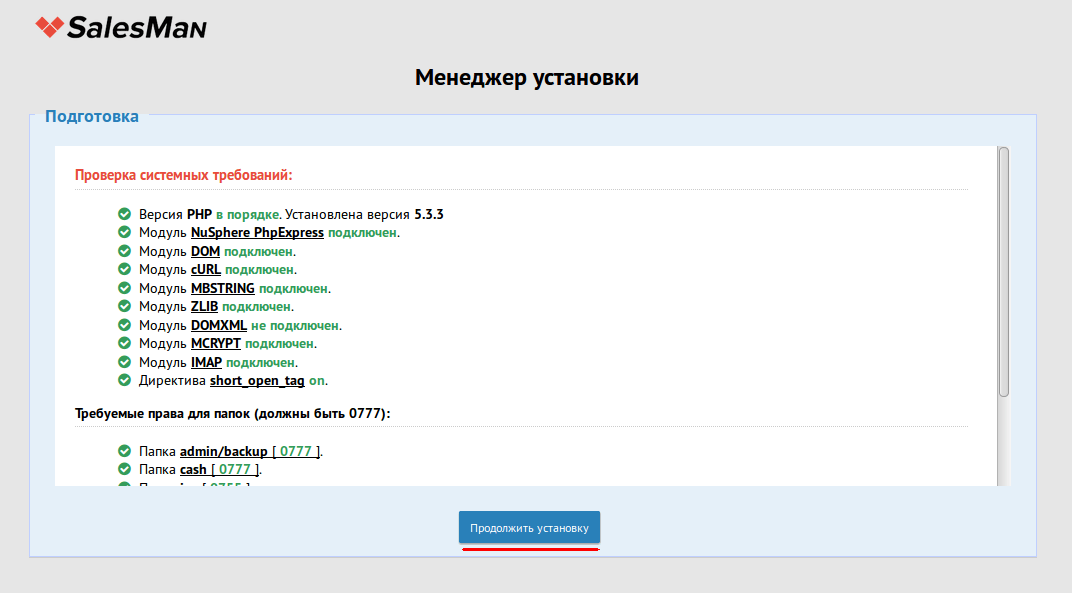 SalesMan
Менеджер установки
Подготовка
Проверка системных требований:
Версия PHP в порядке. Установлена версия 5.3.3
Модуль NuSphere PhpExpress подключен.
Модуль DOM подключен.
Модуль cURL подключен.
Модуль MBSTRING подключен.
Модуль ZLIB подключен.
Модуль DOMXML не подключен.
Модуль MCRYPT подключен.
Модуль IMAP подключен.
Директива short_open_tag on.
Требуемые права для папок (должны быть 0777):
Папка admin/backup [ 0777 ].
Папка cash [ 0777 ].
Продолжить установку